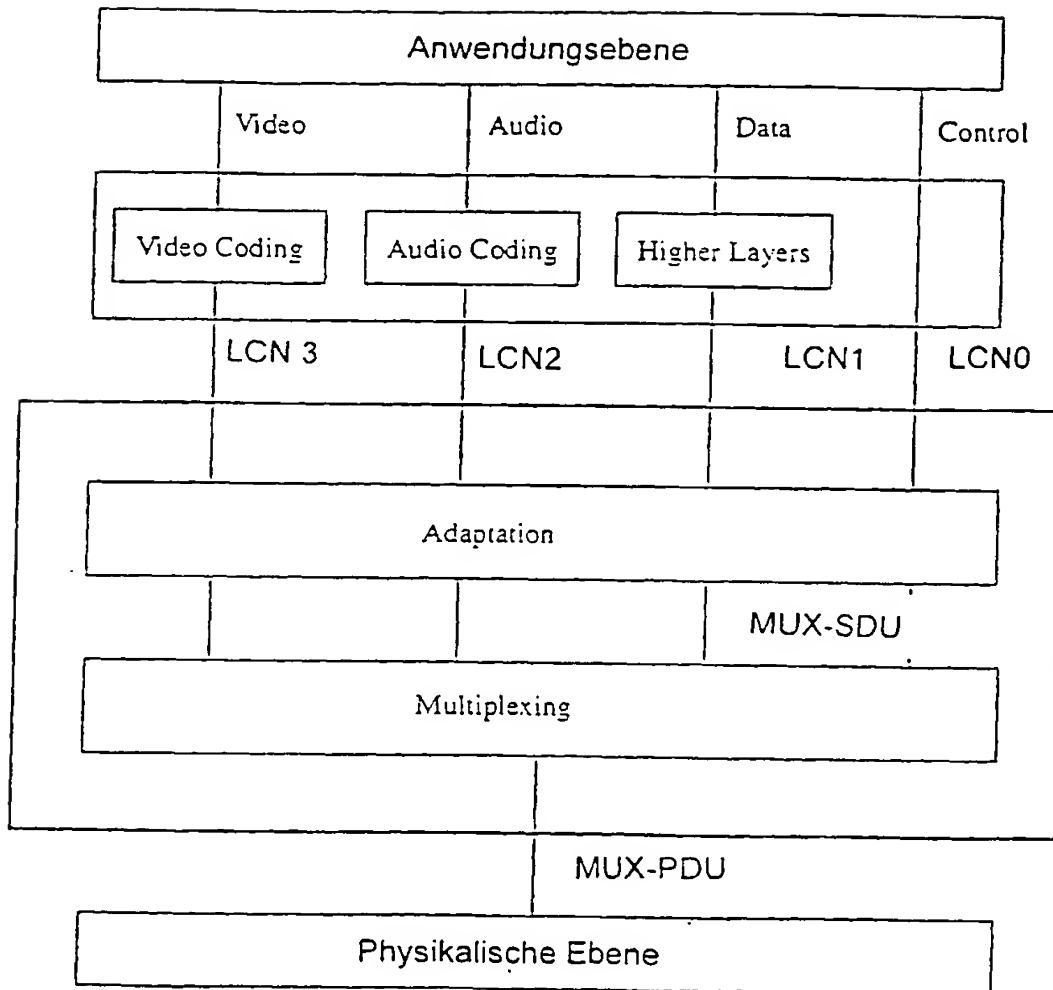 Anwendungsebene
Video Audio Data Control
Video Coding Audio Coding Higher Layers
LCN 3 LCN2 LCN1 LCN0
Adaptation
MUX-SDU
Multiplexing
MUX-PDU
Physikalische Ebene